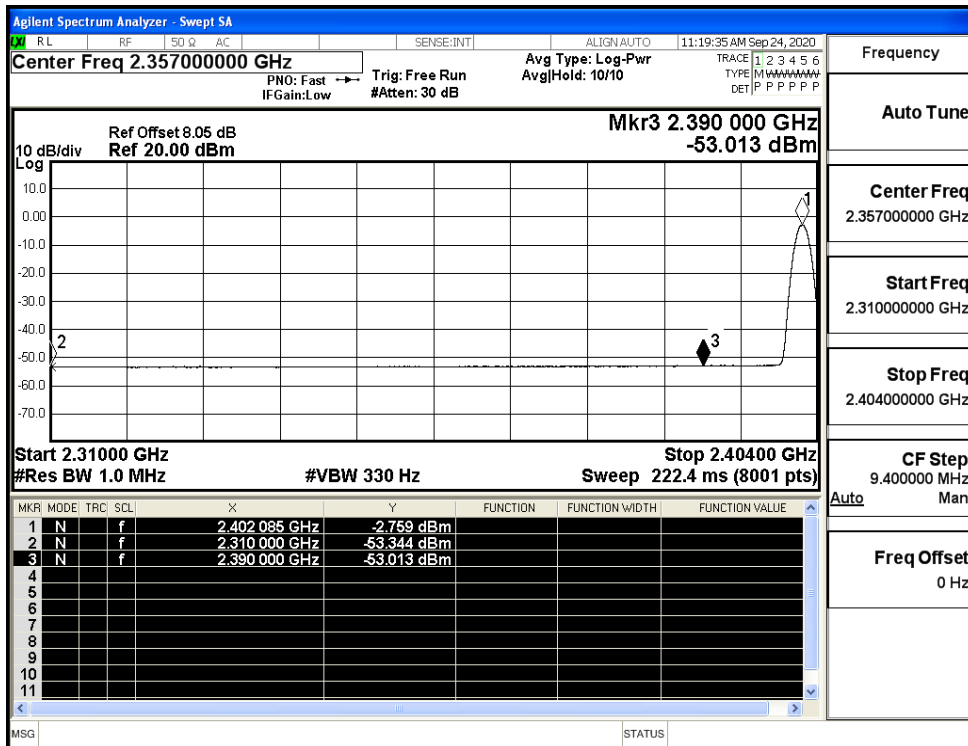 Agilent Spectrum Analyzer - Swept SA
LXI RL RF 50 Ω AC SENSE:INT ALIGN AUTO 11:19:35 AM Sep 24, 2020
Center Freq 2.357000000 GHz
PNO: Fast
IFGain:Low
Trig: Free Run
#Atten: 30 dB
Avg Type: Log-Pwr
Avg|Hold: 10/10
TRACE 1 2 3 4 5 6
TYPE M WWWWW
DET P P P P P P
Ref Offset 8.05 dB
10 dB/div Ref 20.00 dBm
Log
Mkr3 2.390 000 GHz
-53.013 dBm
10.0
0.00
-10.0
-20.0
-30.0
-40.0
-50.0
-60.0
-70.0
1
2
3
Start 2.31000 GHz Stop 2.40400 GHz
#Res BW 1.0 MHz #VBW 330 Hz Sweep 222.4 ms (8001 pts)
MKR MODE TRC SCL X Y FUNCTION FUNCTION WIDTH FUNCTION VALUE
1 N f 2.402 085 GHz -2.759 dBm
2 N f 2.310 000 GHz -53.344 dBm
3 N f 2.390 000 GHz -53.013 dBm
4
5
6
7
8
9
10
11
MSG STATUS
Frequency
Auto Tune
Center Freq
2.357000000 GHz
Start Freq
2.310000000 GHz
Stop Freq
2.404000000 GHz
CF Step
9.400000 MHz
Auto Man
Freq Offset
0 Hz